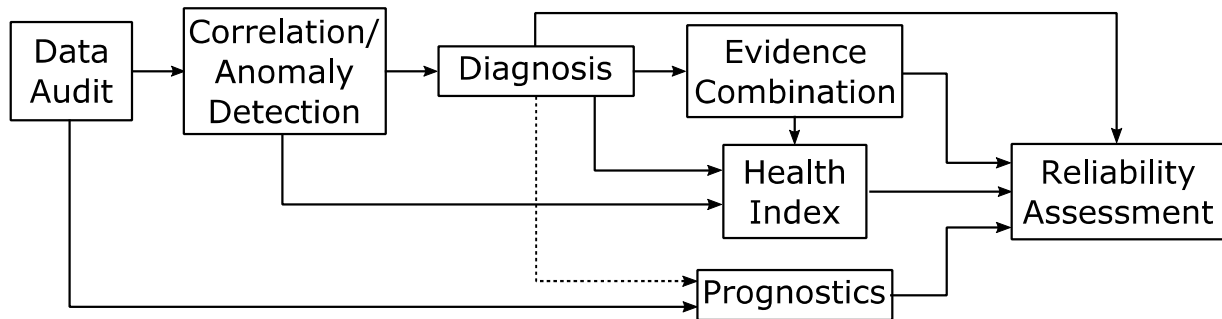 Data
Audit
Correlation/
Anomaly
Detection
Diagnosis
Evidence
Combination
Health
Index
Prognostics
Reliability
Assessment